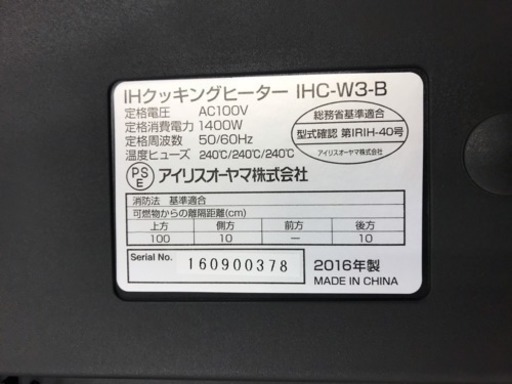 IHクッキングヒーター IHC-W3-B
定格電圧 AC100V
定格消費電力 1400W
定格周波数 50/60Hz
温度ヒューズ 240℃/240℃/240℃
総務省基準適合
型式確認 第IRIH-40号
アイリスオーヤマ株式会社
PS
E
アイリスオーヤマ株式会社
消防法 基準適合
可燃物からの離隔距離(cm)
上方 側方 前方 後方
100 10 ー 10
Serial No. 160900378
2016年製
MADE IN CHINA